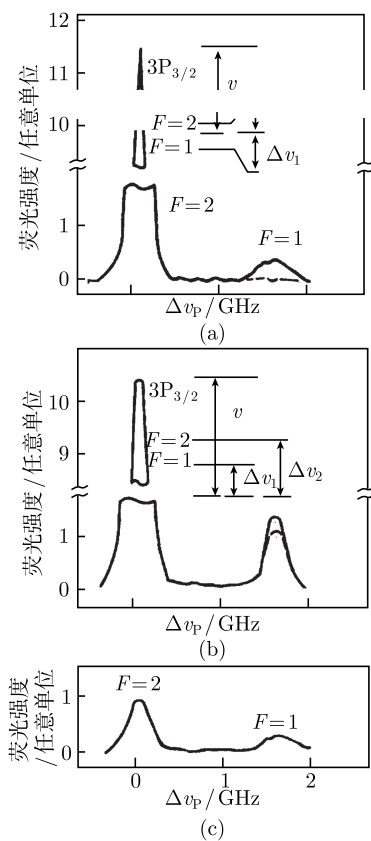 12
11
10
1
0
荧光强度/任意单位
3P3/2
v
F=2
F=1
Δv1
F=2
F=1
ΔvP/GHz
(a)
10
9
1
0
荧光强度/任意单位
3P3/2
v
F=2
F=1
Δv1
Δv2
ΔvP/GHz
(b)
荧光强度
/任意单位
1
0
F=2
F=1
0 1 2
ΔvP/GHz
(c)